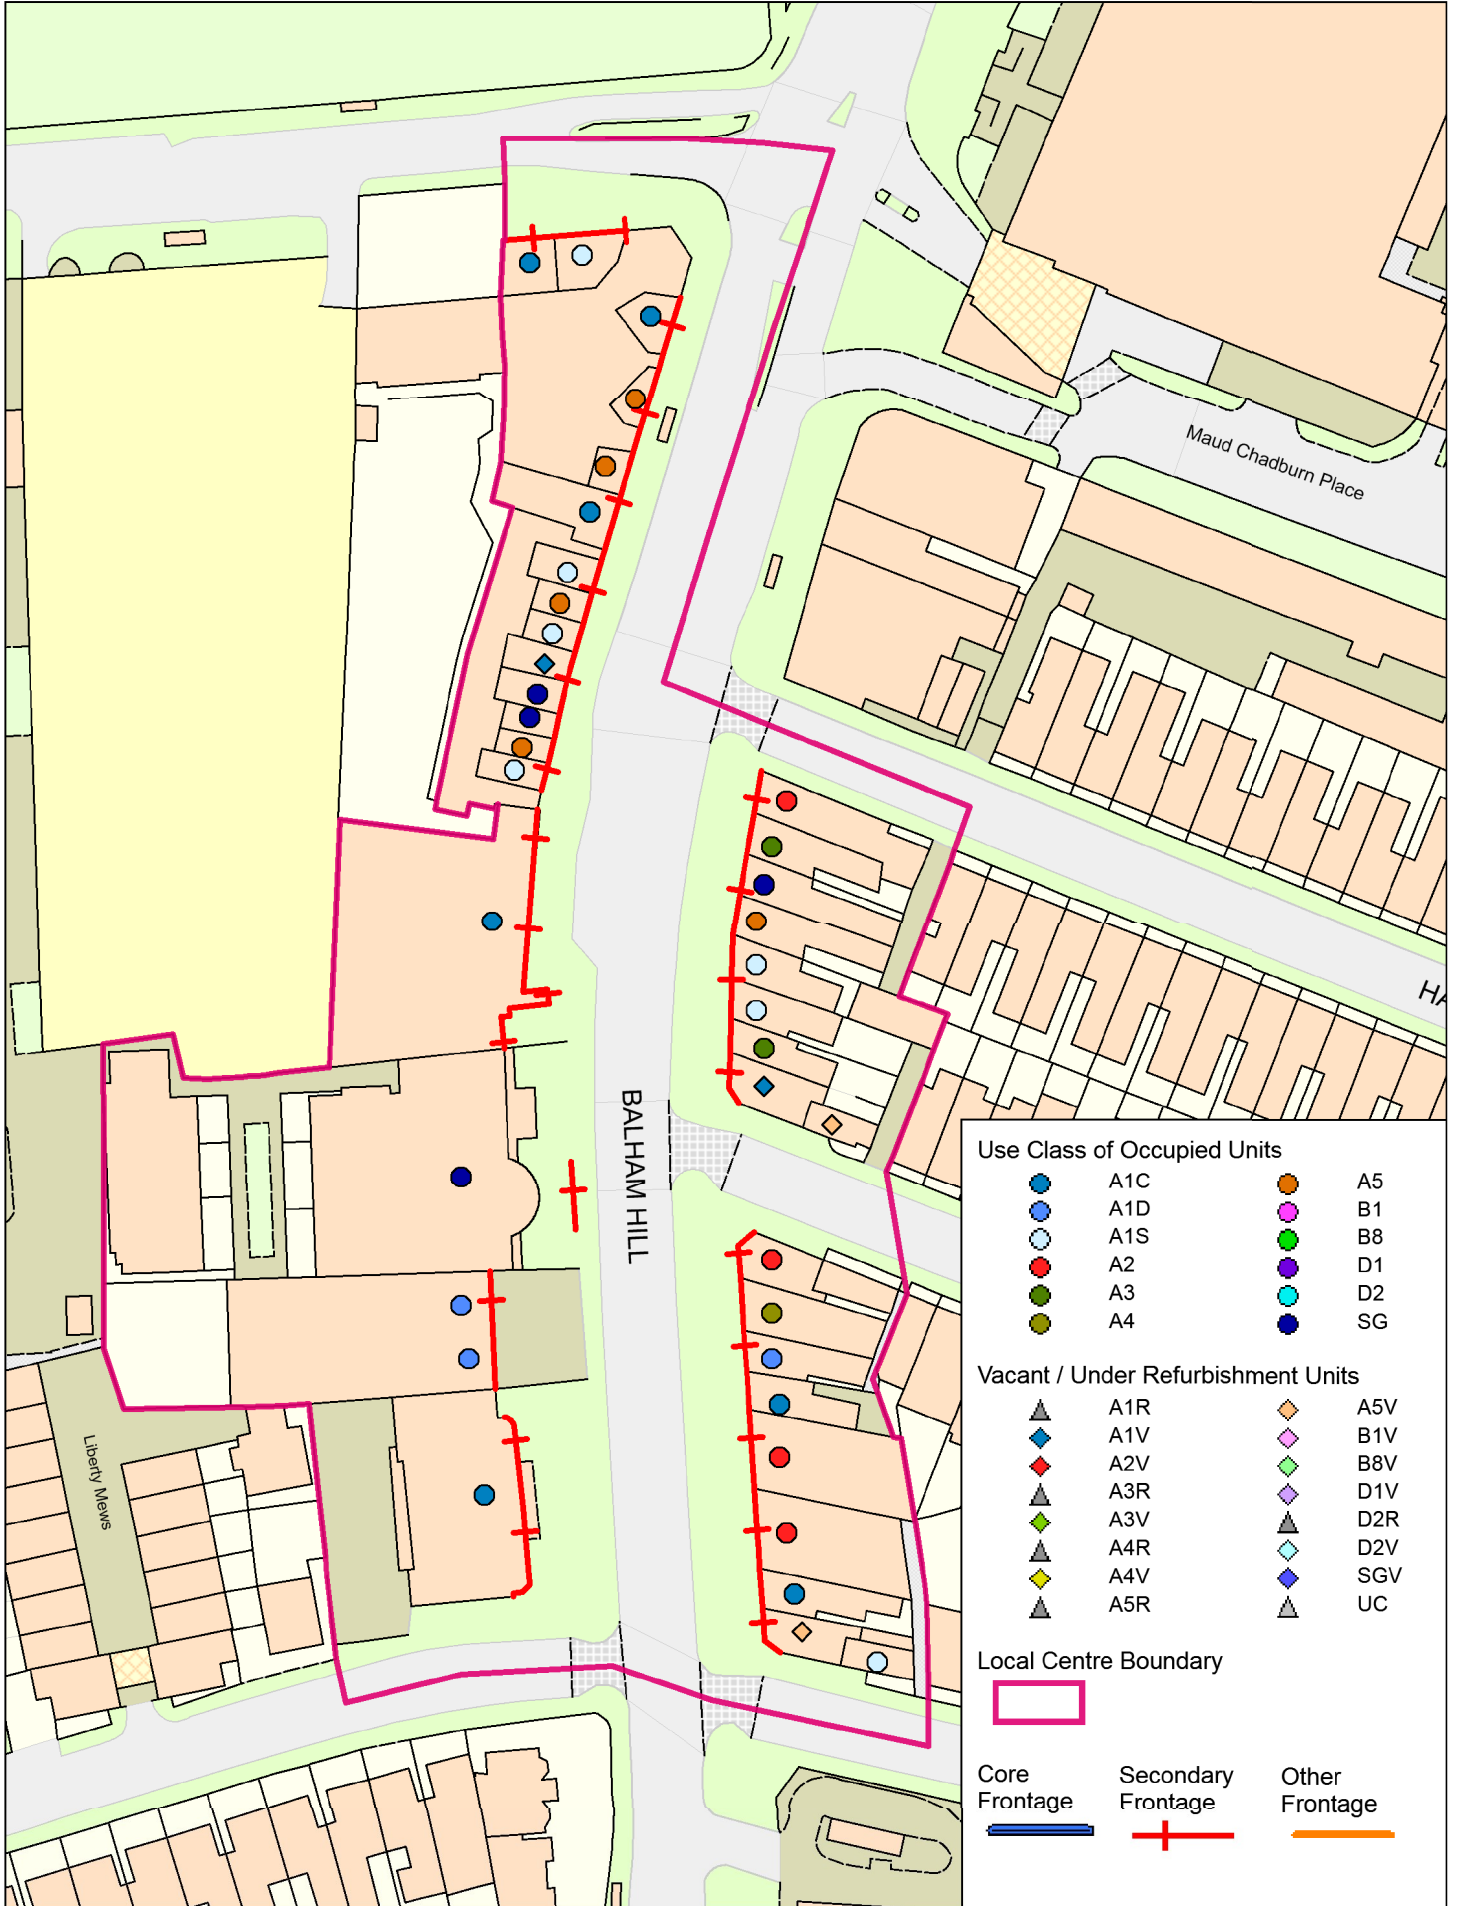 Maud Chadburn Place
HA
BALHAM HILL
Liberty Mews
Use Class of Occupied Units
A1C
A1D
A1S
A2
A3
A4
A5
B1
B8
D1
D2
SG
Vacant / Under Refurbishment Units
A1R
A1V
A2V
A3R
A3V
A4R
A4V
A5R
A5V
B1V
B8V
D1V
D2R
D2V
SGV
UC
Local Centre Boundary
Core
Frontage
Secondary
Frontage
Other
Frontage